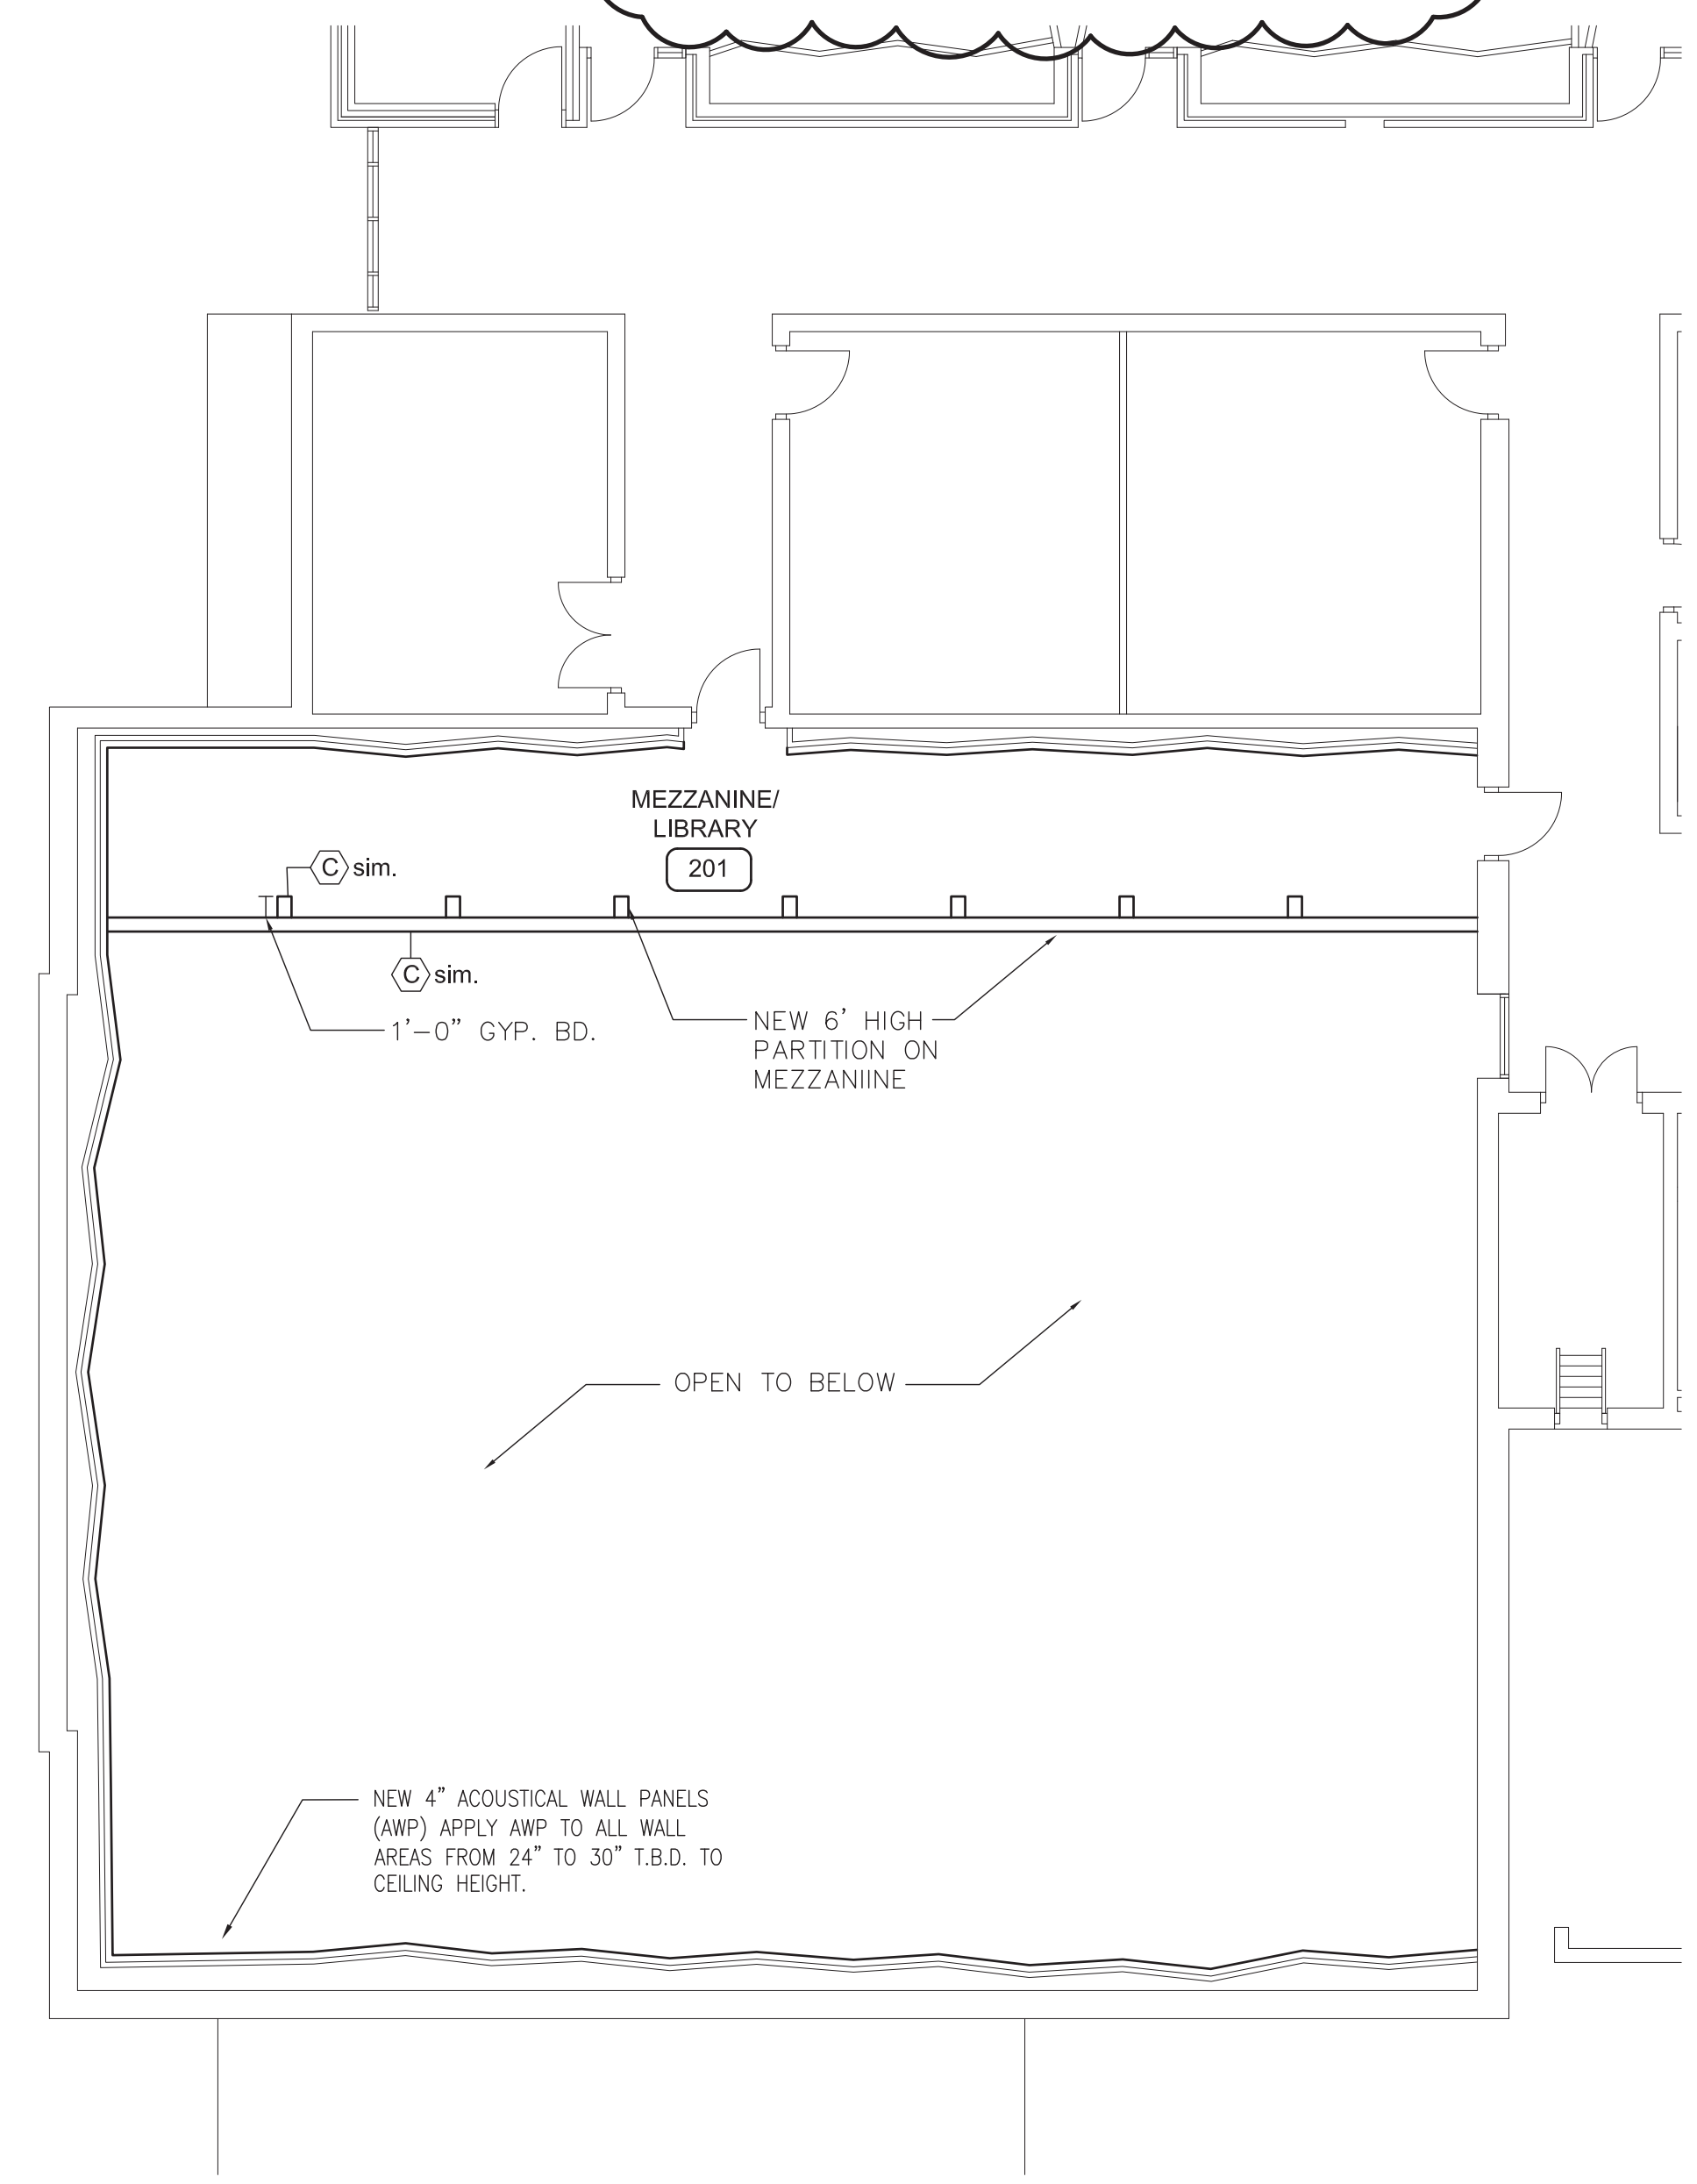 MEZZANINE/
LIBRARY
201
C sim.
C sim.
1'-0" GYP. BD.
NEW 6' HIGH
PARTITION ON
MEZZANIINE
OPEN TO BELOW
NEW 4" ACOUSTICAL WALL PANELS
(AWP) APPLY AWP TO ALL WALL
AREAS FROM 24" TO 30" T.B.D. TO
CEILING HEIGHT.